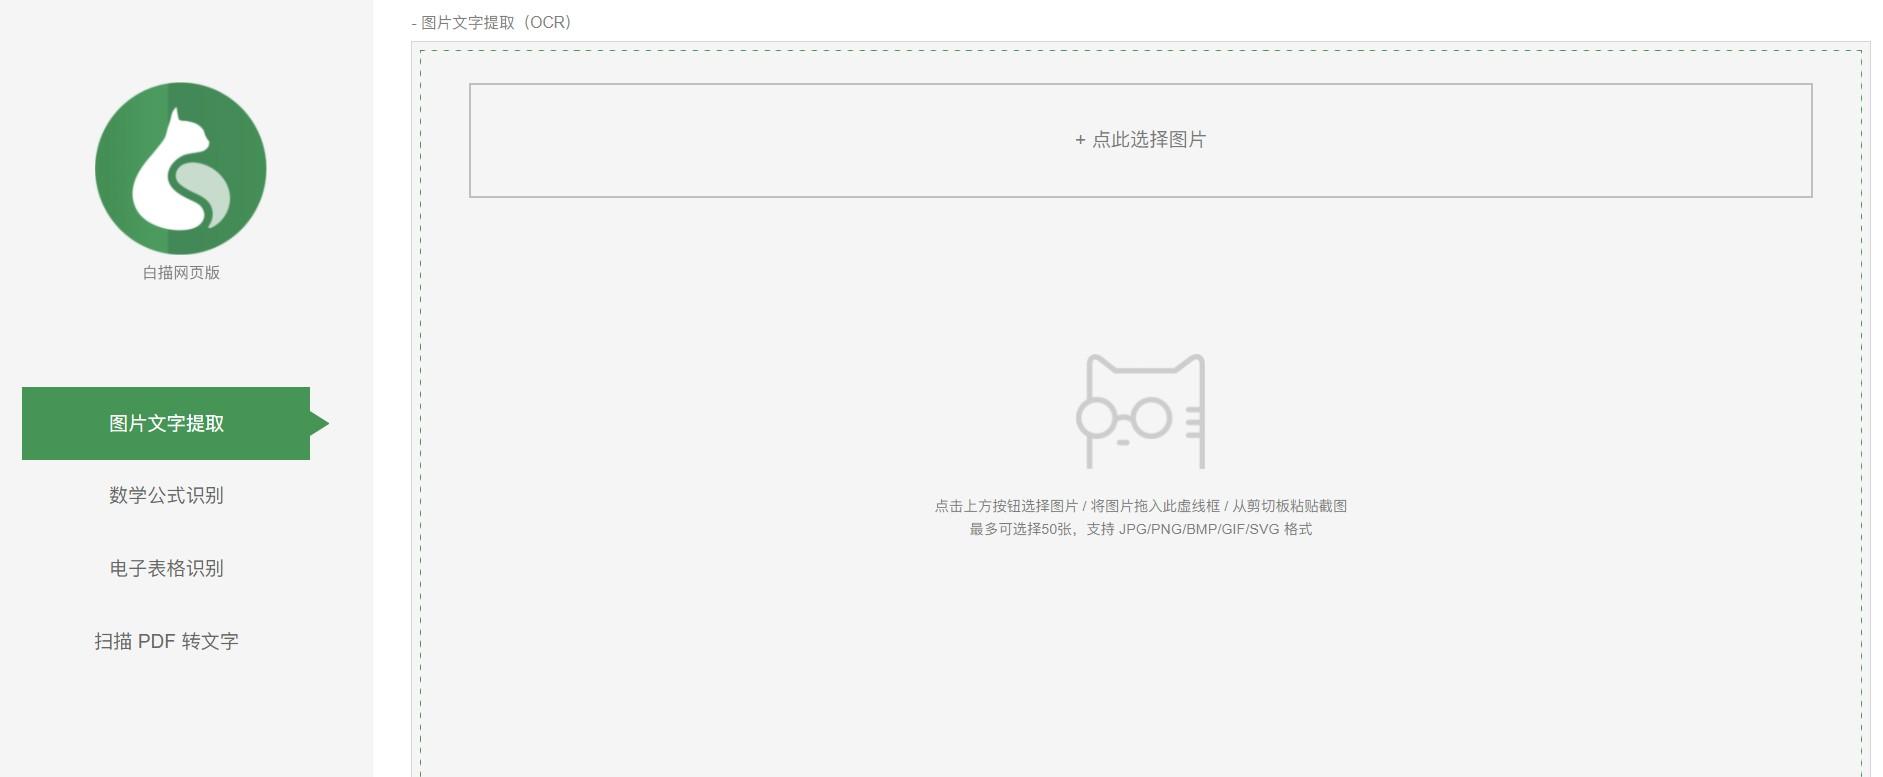 - 图片文字提取（OCR）
+ 点此选择图片
白描网页版
图片文字提取
数学公式识别
电子表格识别
扫描 PDF 转文字
点击上方按钮选择图片 / 将图片拖入此虚线框 / 从剪切板粘贴截图
最多可选择50张，支持 JPG/PNG/BMP/GIF/SVG 格式